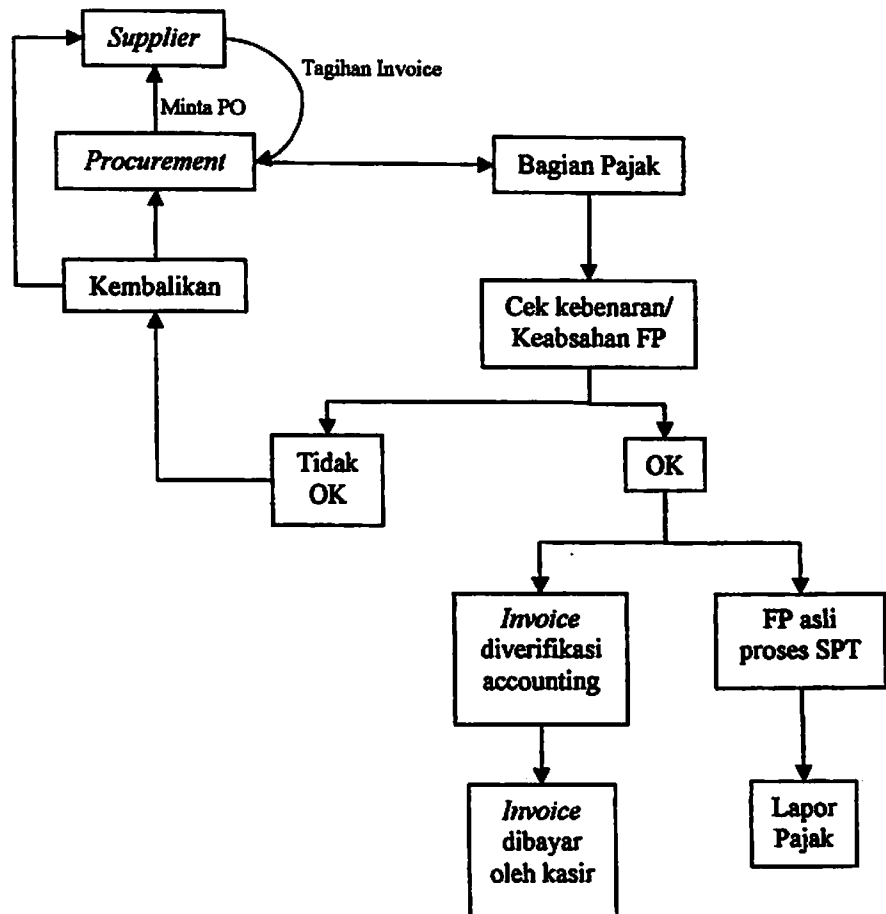 Supplier
Tagihan Invoice
Minta PO
Procurement
Bagian Pajak
Kembalikan
Cek kebenaran/
Keabsahan FP
Tidak
OK
OK
Invoice
diverifikasi
accounting
FP asli
proses SPT
Invoice
dibayar
oleh kasir
Lapor
Pajak